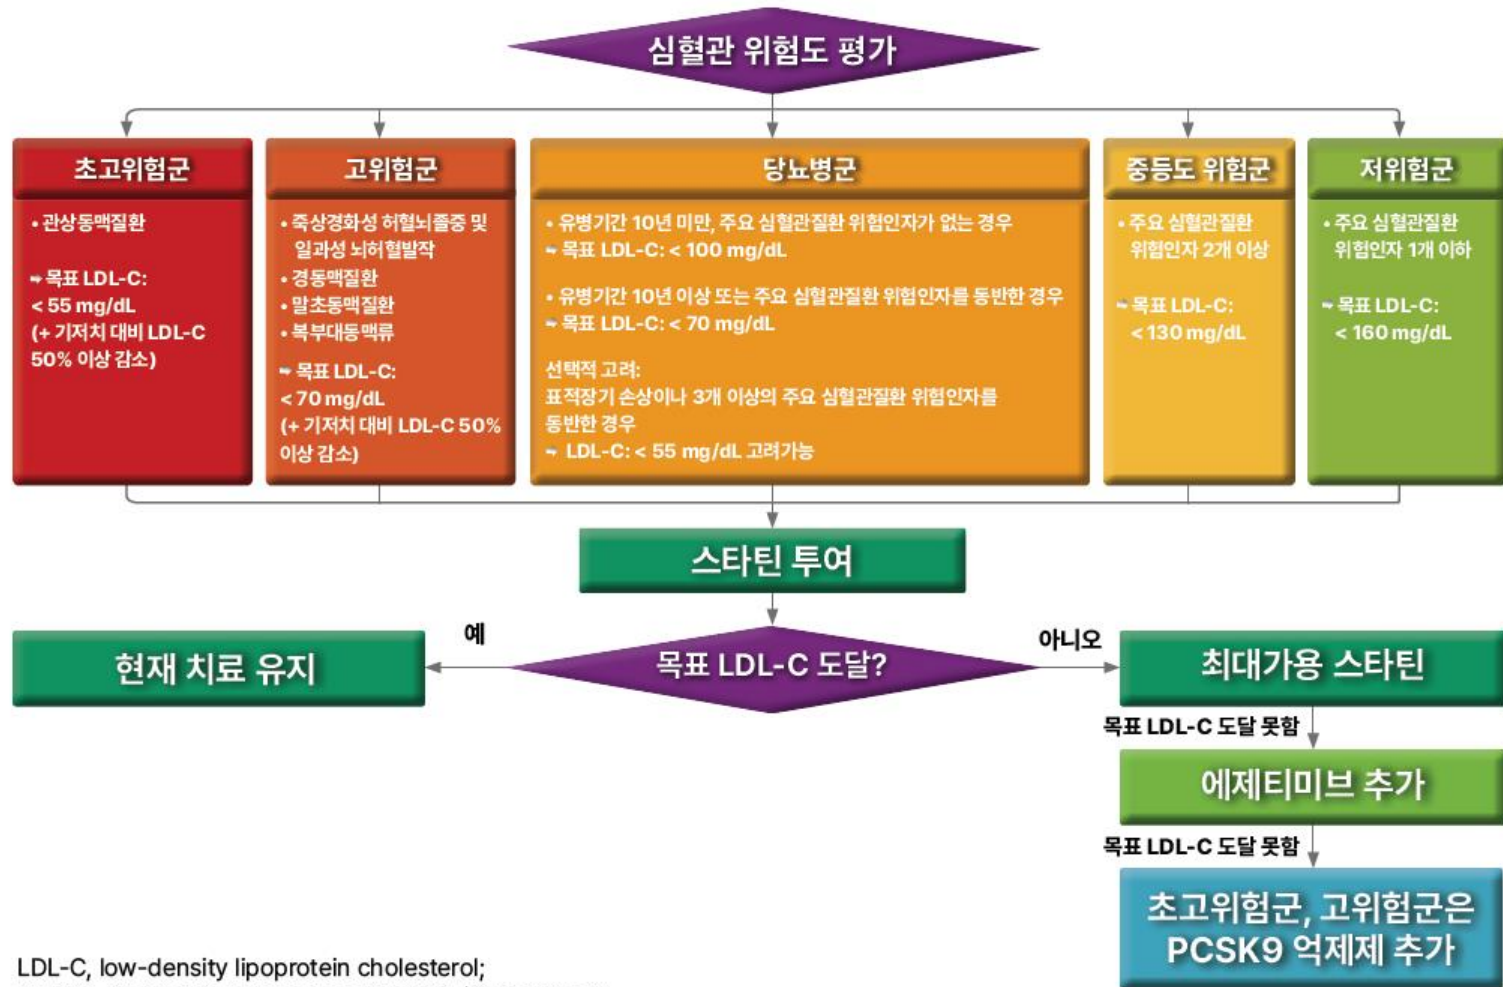 심혈관 위험도 평가
초고위험군
• 관상동맥질환
➡ 목표 LDL-C:
< 55 mg/dL
(+ 기저치 대비 LDL-C
50% 이상 감소)
고위험군
• 죽상경화성 허혈뇌졸중 및
일과성 뇌허혈발작
• 경동맥질환
• 말초동맥질환
• 복부대동맥류
➡ 목표 LDL-C:
< 70 mg/dL
(+ 기저치 대비 LDL-C 50%
이상 감소)
당뇨병군
• 유병기간 10년 미만, 주요 심혈관질환 위험인자가 없는 경우
➡ 목표 LDL-C: < 100 mg/dL
• 유병기간 10년 이상 또는 주요 심혈관질환 위험인자를 동반한 경우
➡ 목표 LDL-C: < 70 mg/dL
선택적 고려:
표적장기 손상이나 3개 이상의 주요 심혈관질환 위험인자를
동반한 경우
➡ LDL-C: < 55 mg/dL 고려가능
중등도 위험군
• 주요 심혈관질환
위험인자 2개 이상
➡ 목표 LDL-C:
< 130 mg/dL
저위험군
• 주요 심혈관질환
위험인자 1개 이하
➡ 목표 LDL-C:
< 160 mg/dL
스타틴 투여
목표 LDL-C 도달?
예
현재 치료 유지
아니오
최대가용 스타틴
목표 LDL-C 도달 못함
에제티미브 추가
목표 LDL-C 도달 못함
초고위험군, 고위험군은
PCSK9 억제제 추가
LDL-C, low-density lipoprotein cholesterol;